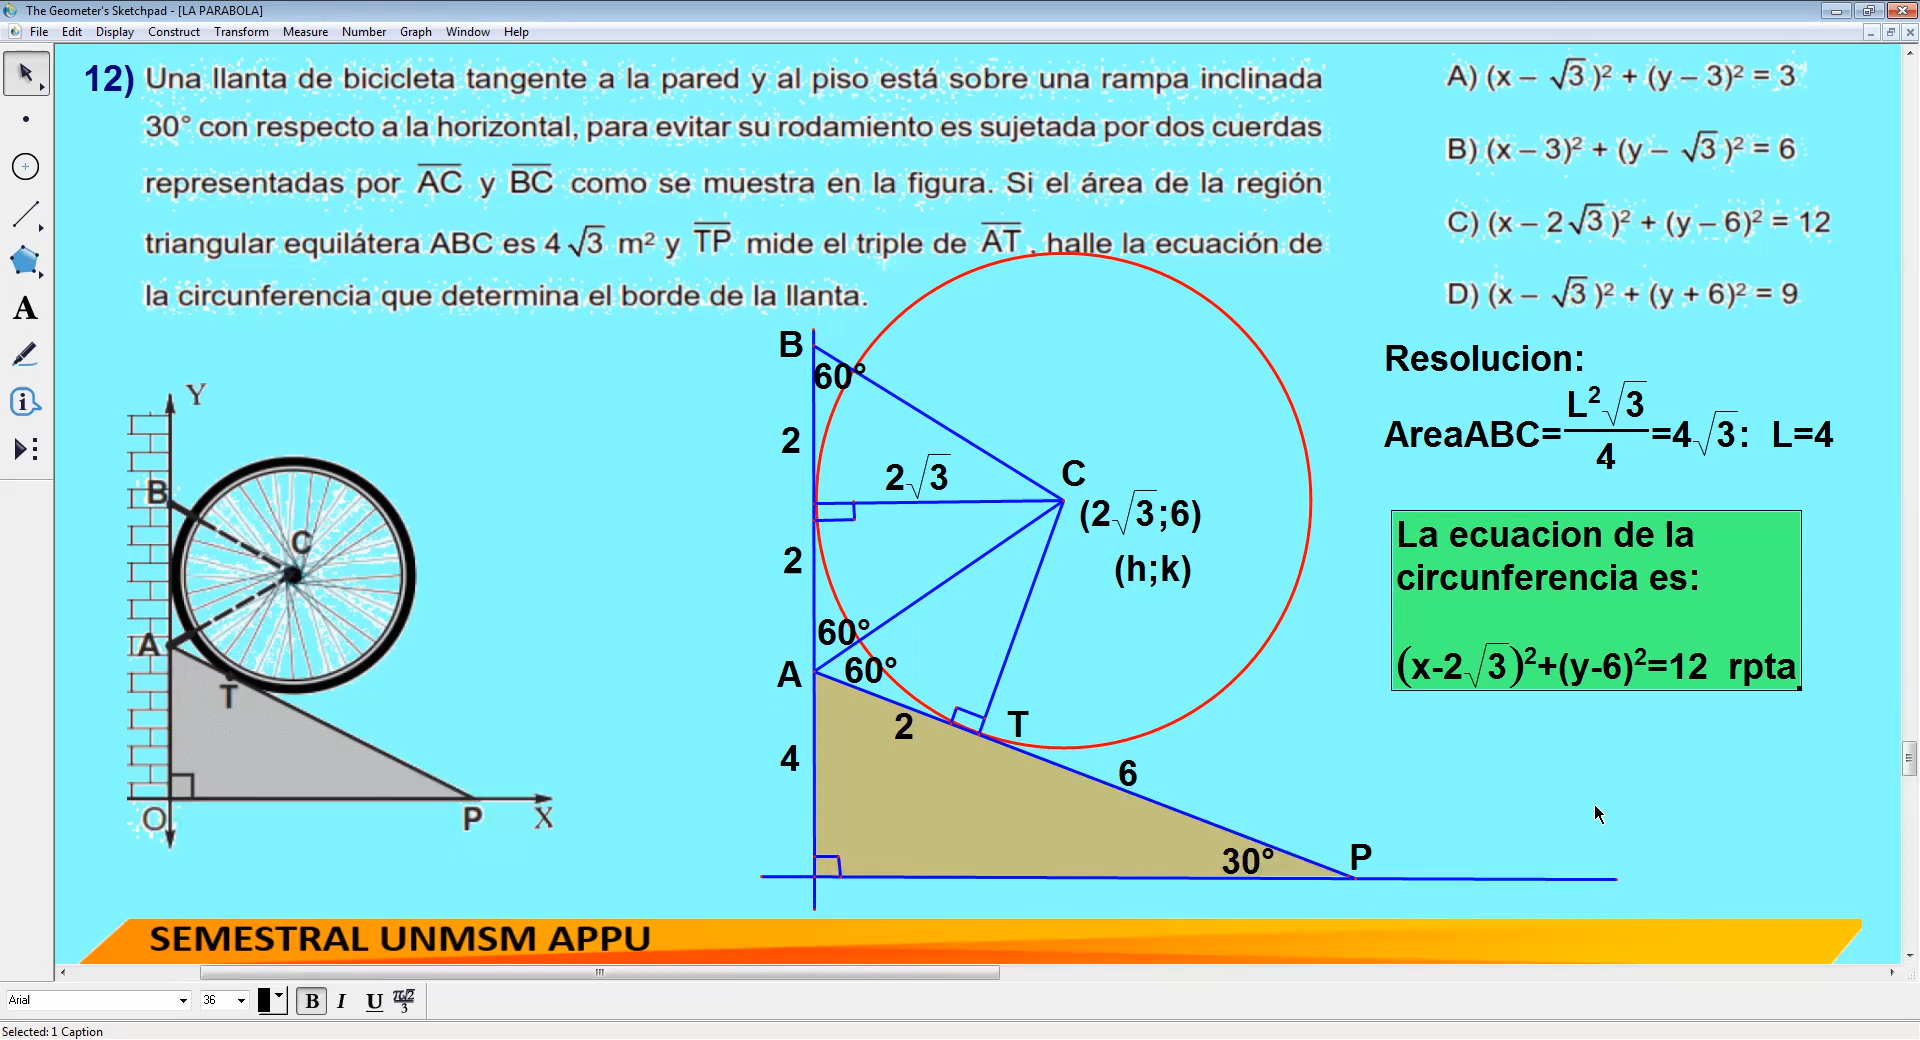 The Geometer's Sketchpad - [LA PARABOLA]
File Edit Display Construct Transform Measure Number Graph Window Help
12) Una llanta de bicicleta tangente a la pared y al piso está sobre una rampa inclinada
30° con respecto a la horizontal, para evitar su rodamiento es sujetada por dos cuerdas
representadas por A̅C̅ y B̅C̅ como se muestra en la figura. Si el área de la región
triangular equilátera ABC es 4√3 m² y T̅P̅ mide el triple de A̅T̅, halle la ecuación de
la circunferencia que determina el borde de la llanta.
A) (x – √3)² + (y – 3)² = 3
B) (x – 3)² + (y – √3)² = 6
C) (x – 2√3)² + (y – 6)² = 12
D) (x – √3)² + (y + 6)² = 9
Y
B
C
A
T
O
P
X
B
60°
2
2√3
C
(2√3;6)
(h;k)
2
60°
60°
A
2
T
4
6
30°
P
Resolucion:
AreaABC=L²√3/4=4√3: L=4
La ecuacion de la
circunferencia es:
(x-2√3)²+(y-6)²=12 rpta
SEMESTRAL UNMSM APPU
A
i
Arial 36 B I U π√2/3
Selected: 1 Caption